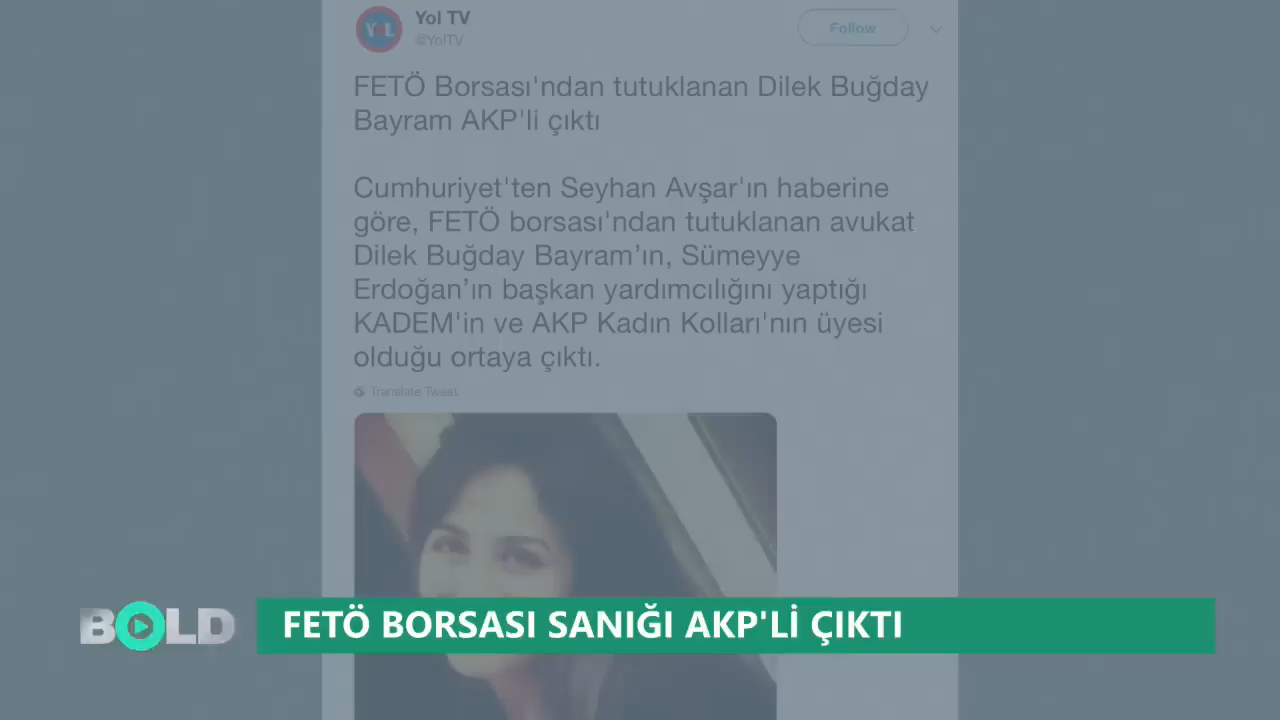 Yol TV
@YolTV
Follow
FETÖ Borsası'ndan tutuklanan Dilek Buğday
Bayram AKP'li çıktı
Cumhuriyet'ten Seyhan Avşar'ın haberine
göre, FETÖ borsası'ndan tutuklanan avukat
Dilek Buğday Bayram’ın, Sümeyye
Erdoğan’ın başkan yardımcılığını yaptığı
KADEM'in ve AKP Kadın Kolları'nın üyesi
olduğu ortaya çıktı.
Translate Tweet
BOLD
FETÖ BORSASI SANIĞI AKP'Lİ ÇIKTI